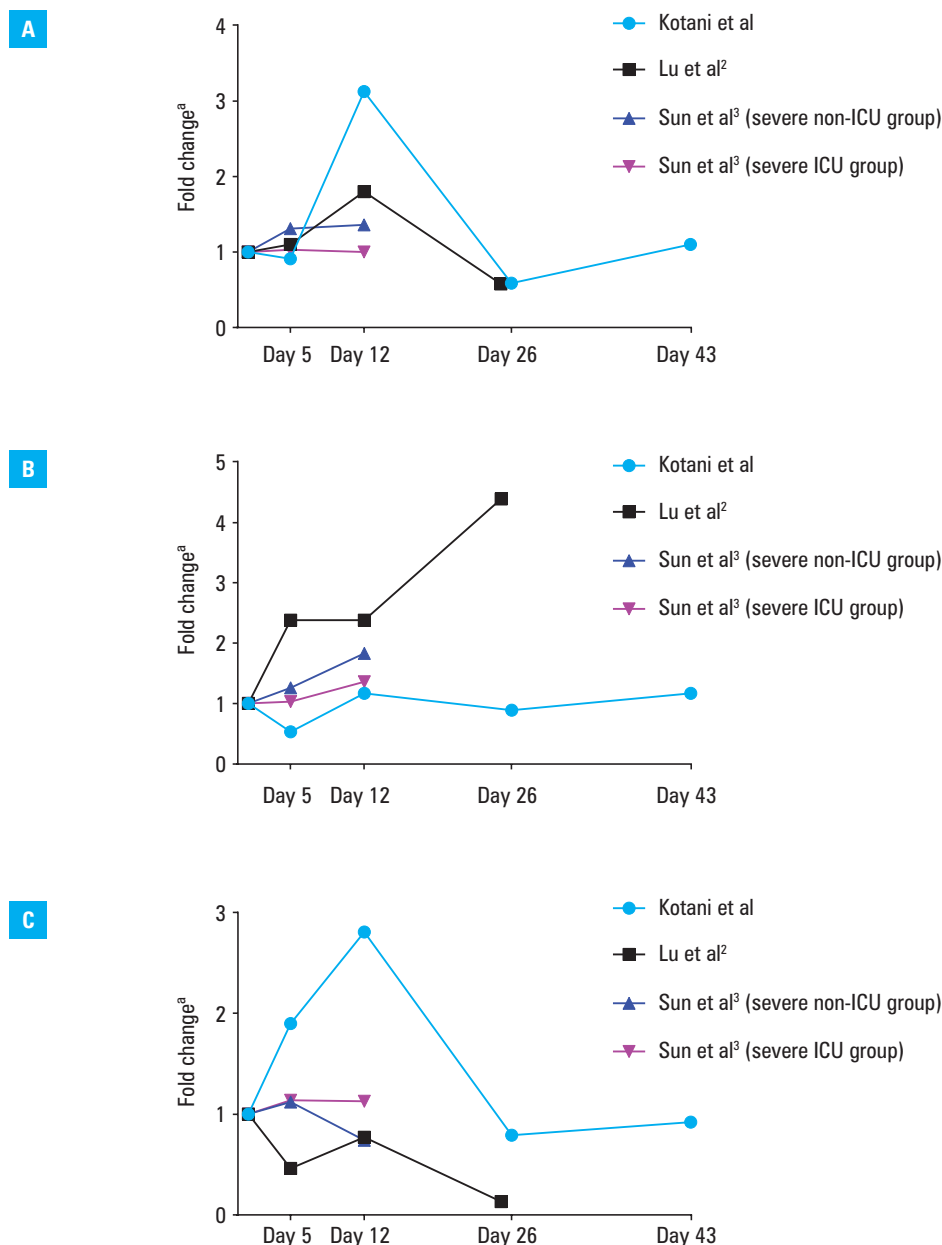 A
4
3
2
1
0
Fold changeᵃ
Day 5 Day 12 Day 26 Day 43
Kotani et al
Lu et al²
Sun et al³ (severe non-ICU group)
Sun et al³ (severe ICU group)
B
5
4
3
2
1
0
Fold changeᵃ
Day 5 Day 12 Day 26 Day 43
Kotani et al
Lu et al²
Sun et al³ (severe non-ICU group)
Sun et al³ (severe ICU group)
C
3
2
1
0
Fold changeᵃ
Day 5 Day 12 Day 26 Day 43
Kotani et al
Lu et al²
Sun et al³ (severe non-ICU group)
Sun et al³ (severe ICU group)